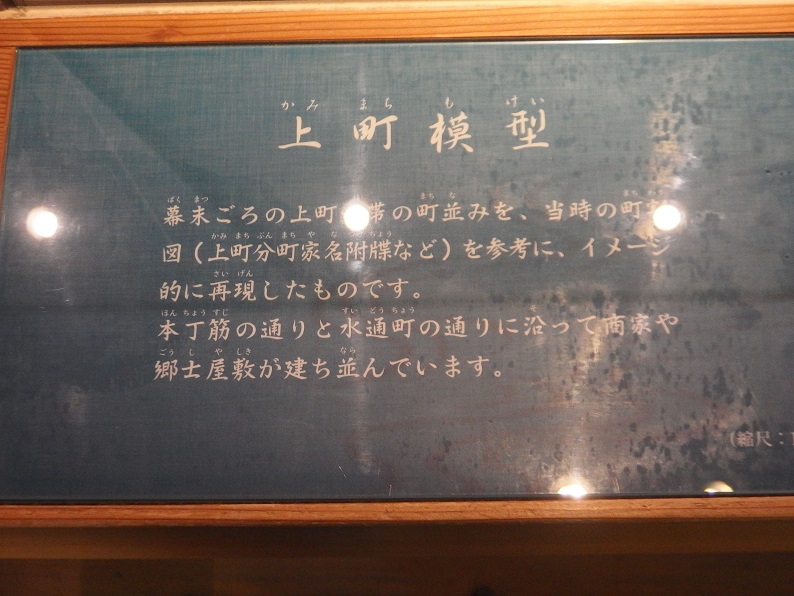 上町模型
幕末ごろの上町 帯の町並みを、当時の町
図（上町分町家名附牒など）を参考に、イメージ
的に再現したものです。
本丁筋の通りと水通町の通りに沿って商家や
郷士屋敷が建ち並んでいます。
（縮尺：